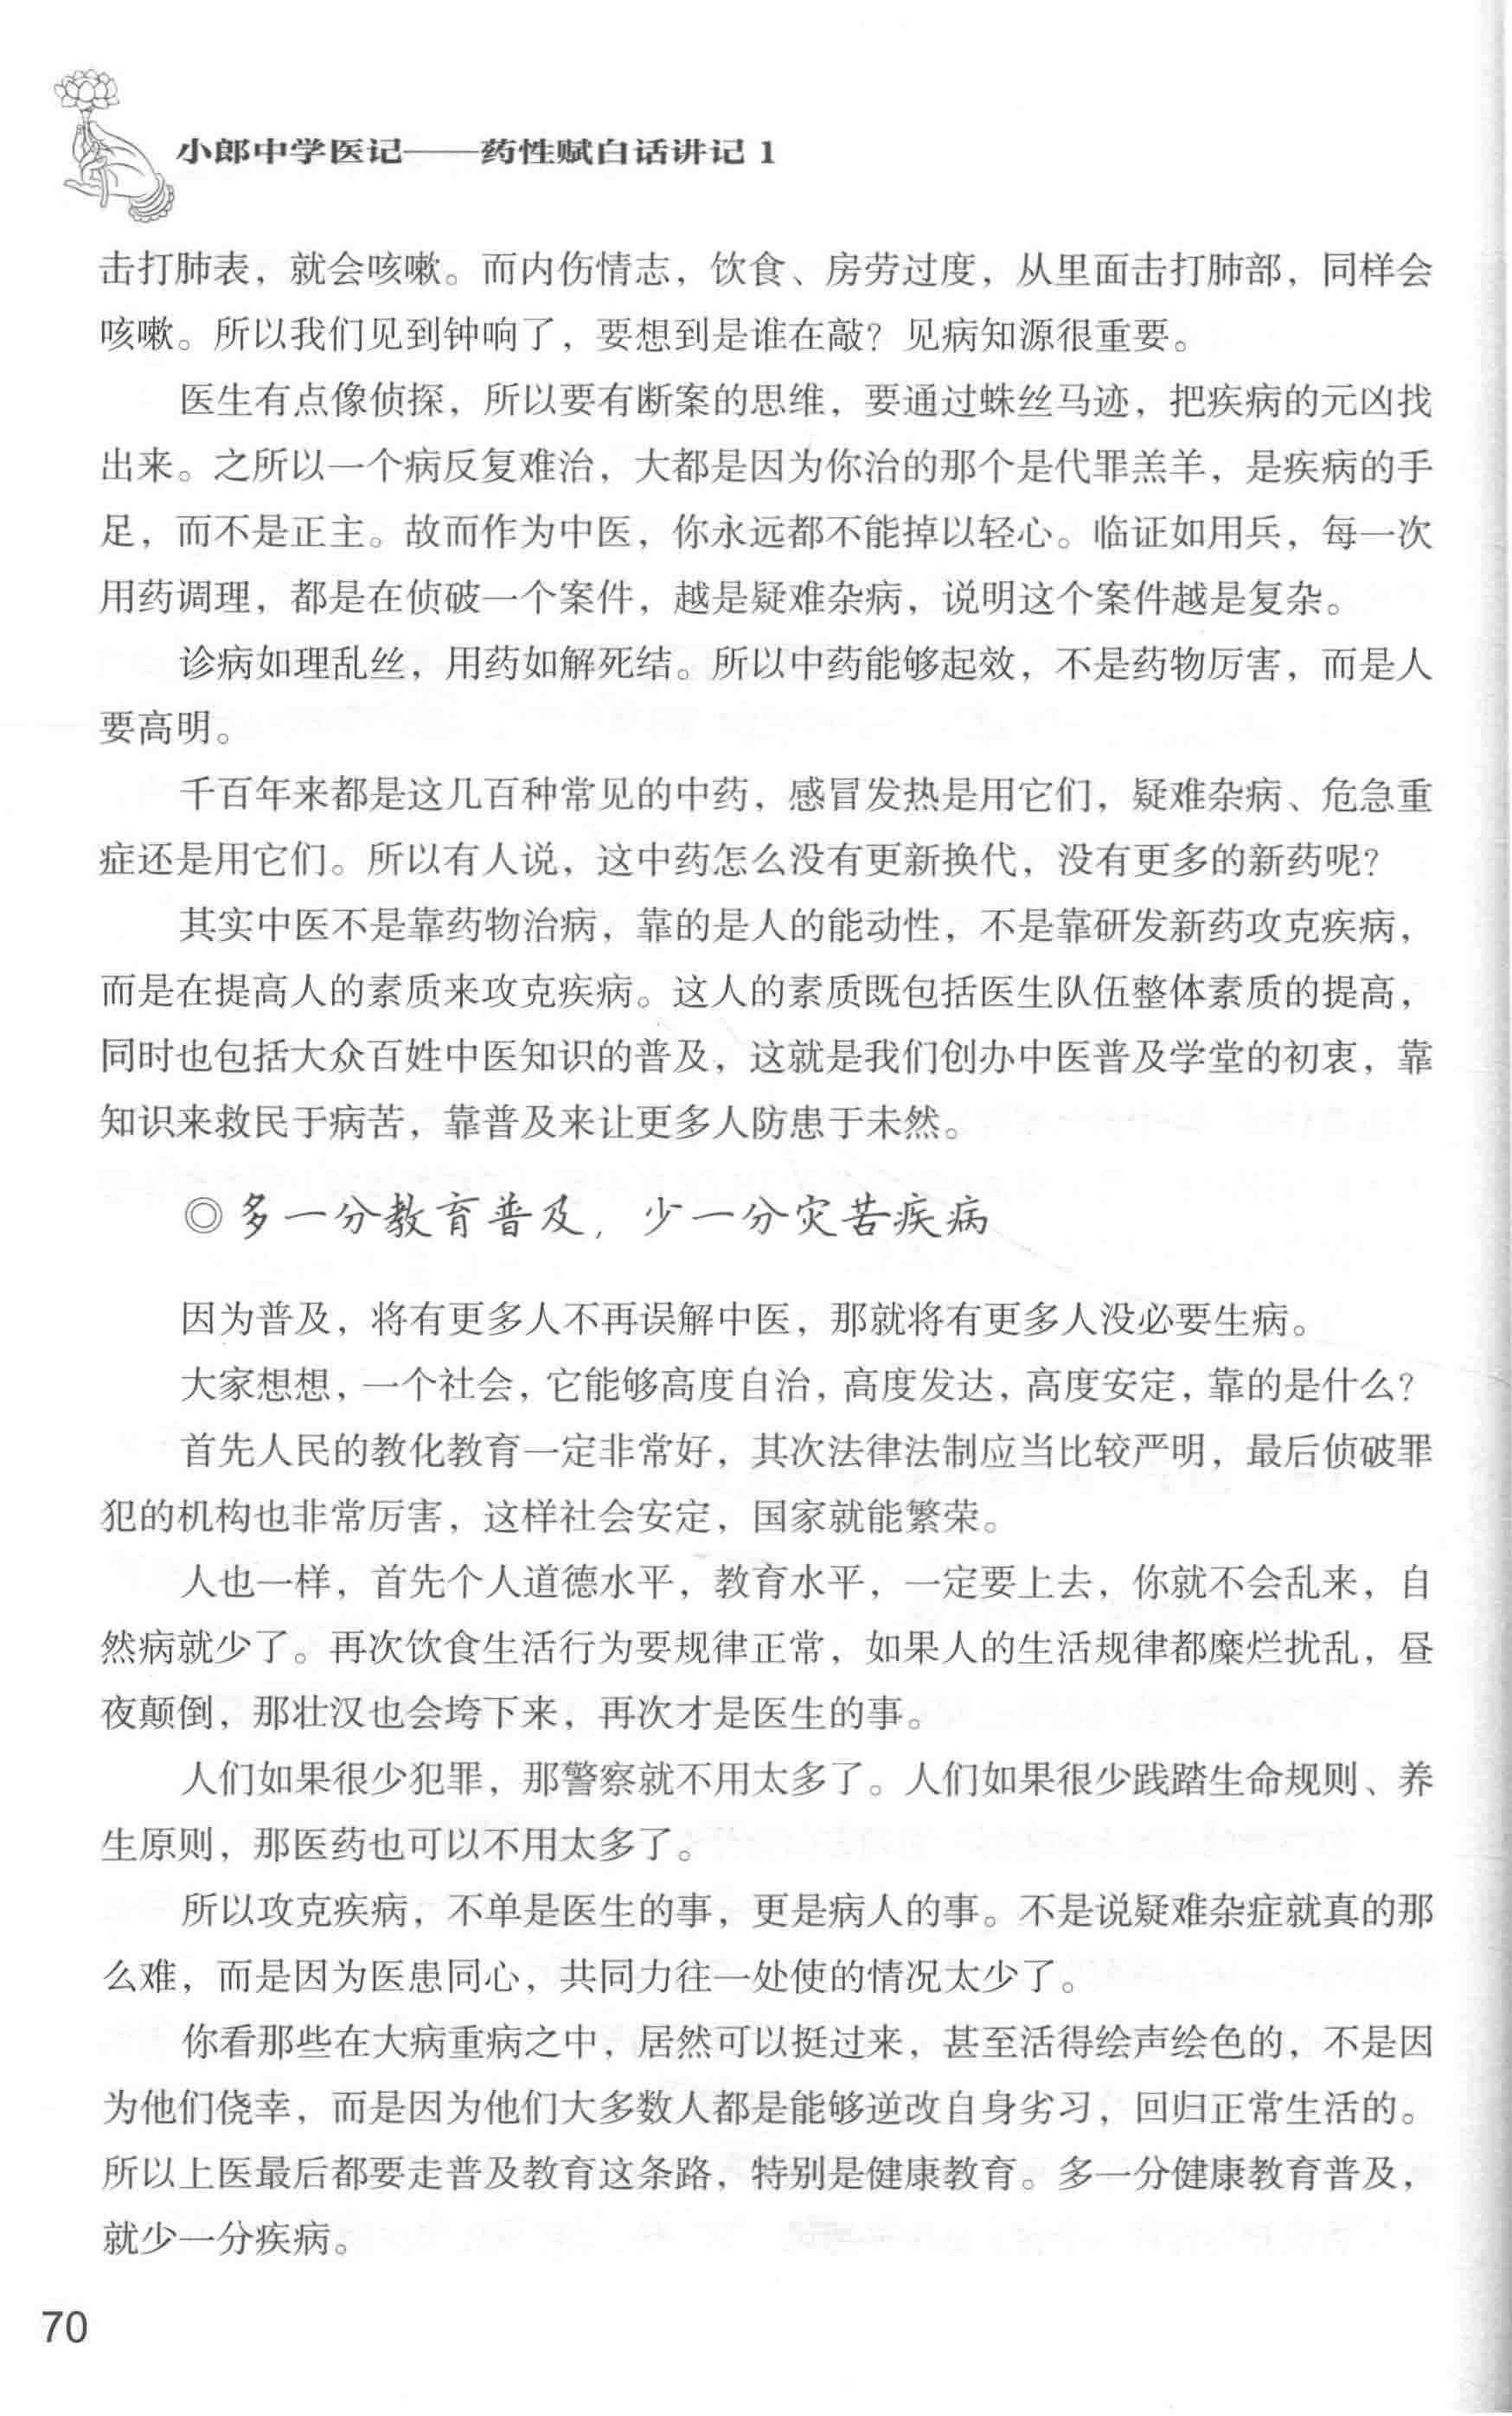 小郎中学医记——药性赋白话讲记 1
击打肺表，就会咳嗽。而内伤情志，饮食、房劳过度，从里面击打肺部，同样会
咳嗽。所以我们见到钟响了，要想到是谁在敲？见病知源很重要。
医生有点像侦探，所以要有断案的思维，要通过蛛丝马迹，把疾病的元凶找
出来。之所以一个病反复难治，大都是因为你治的那个是代罪羔羊，是疾病的手
足，而不是正主。故而作为中医，你永远都不能掉以轻心。临证如用兵，每一次
用药调理，都是在侦破一个案件，越是疑难杂病，说明这个案件越是复杂。
诊病如理乱丝，用药如解死结。所以中药能够起效，不是药物厉害，而是人
要高明。
千百年来都是这几百种常见的中药，感冒发热是用它们，疑难杂病、危急重
症还是用它们。所以有人说，这中药怎么没有更新换代，没有更多的新药呢？
其实中医不是靠药物治病，靠的是人的能动性，不是靠研发新药攻克疾病，
而是在提高人的素质来攻克疾病。这人的素质既包括医生队伍整体素质的提高，
同时也包括大众百姓中医知识的普及，这就是我们创办中医普及学堂的初衷，靠
知识来救民于病苦，靠普及来让更多人防患于未然。
◎多一分教育普及，少一分灾苦疾病
因为普及，将有更多人不再误解中医，那就将有更多人没必要生病。
大家想想，一个社会，它能够高度自治，高度发达，高度安定，靠的是什么？
首先人民的教化教育一定非常好，其次法律法制应当比较严明，最后侦破罪
犯的机构也非常厉害，这样社会安定，国家就能繁荣。
人也一样，首先个人道德水平，教育水平，一定要上去，你就不会乱来，自
然病就少了。再次饮食生活行为要规律正常，如果人的生活规律都糜烂扰乱，昼
夜颠倒，那壮汉也会垮下来，再次才是医生的事。
人们如果很少犯罪，那警察就不用太多了。人们如果很少践踏生命规则、养
生原则，那医药也可以不用太多了。
所以攻克疾病，不单是医生的事，更是病人的事。不是说疑难杂症就真的那
么难，而是因为医患同心，共同力往一处使的情况太少了。
你看那些在大病重病之中，居然可以挺过来，甚至活得绘声绘色的，不是因
为他们侥幸，而是因为他们大多数人都是能够逆改自身劣习，回归正常生活的。
所以上医最后都要走普及教育这条路，特别是健康教育。多一分健康教育普及，
就少一分疾病。
70